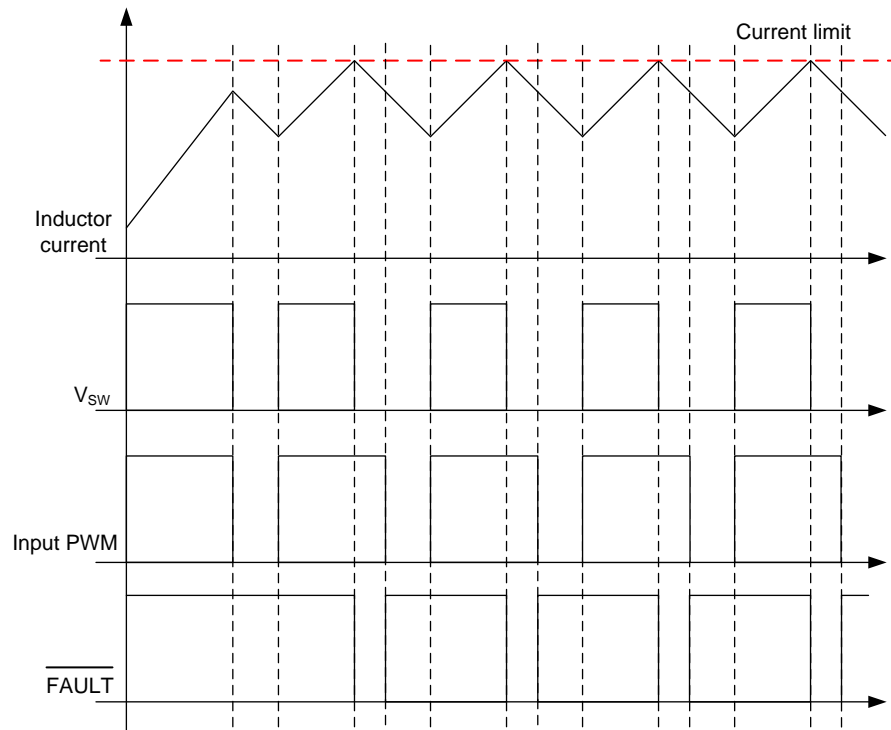 Current limit
Inductor
current
VSW
Input PWM
FAULT